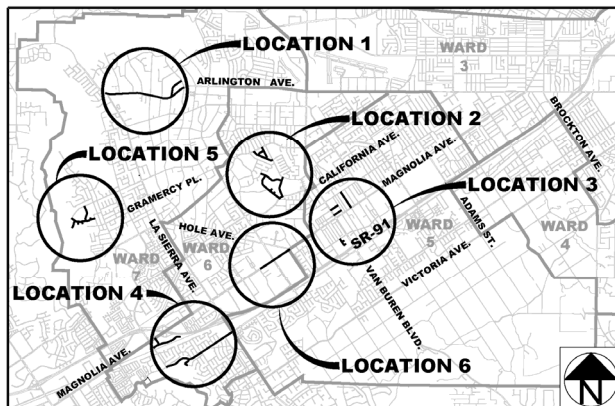 LOCATION 1
WARD
3
ARLINGTON AVE.
BROCKTON AVE.
LOCATION 2
LOCATION 5
CALIFORNIA AVE.
MAGNOLIA AVE.
LOCATION 3
GRAMERCY PL.
ADAMS ST.
LA SIERRA AVE.
HOLE AVE.
WARD
6
SR-91
WARD
5
WARD
4
WARD
7
VICTORIA AVE.
LOCATION 4
VAN BUREN BLVD.
MAGNOLIA AVE.
LOCATION 6
N